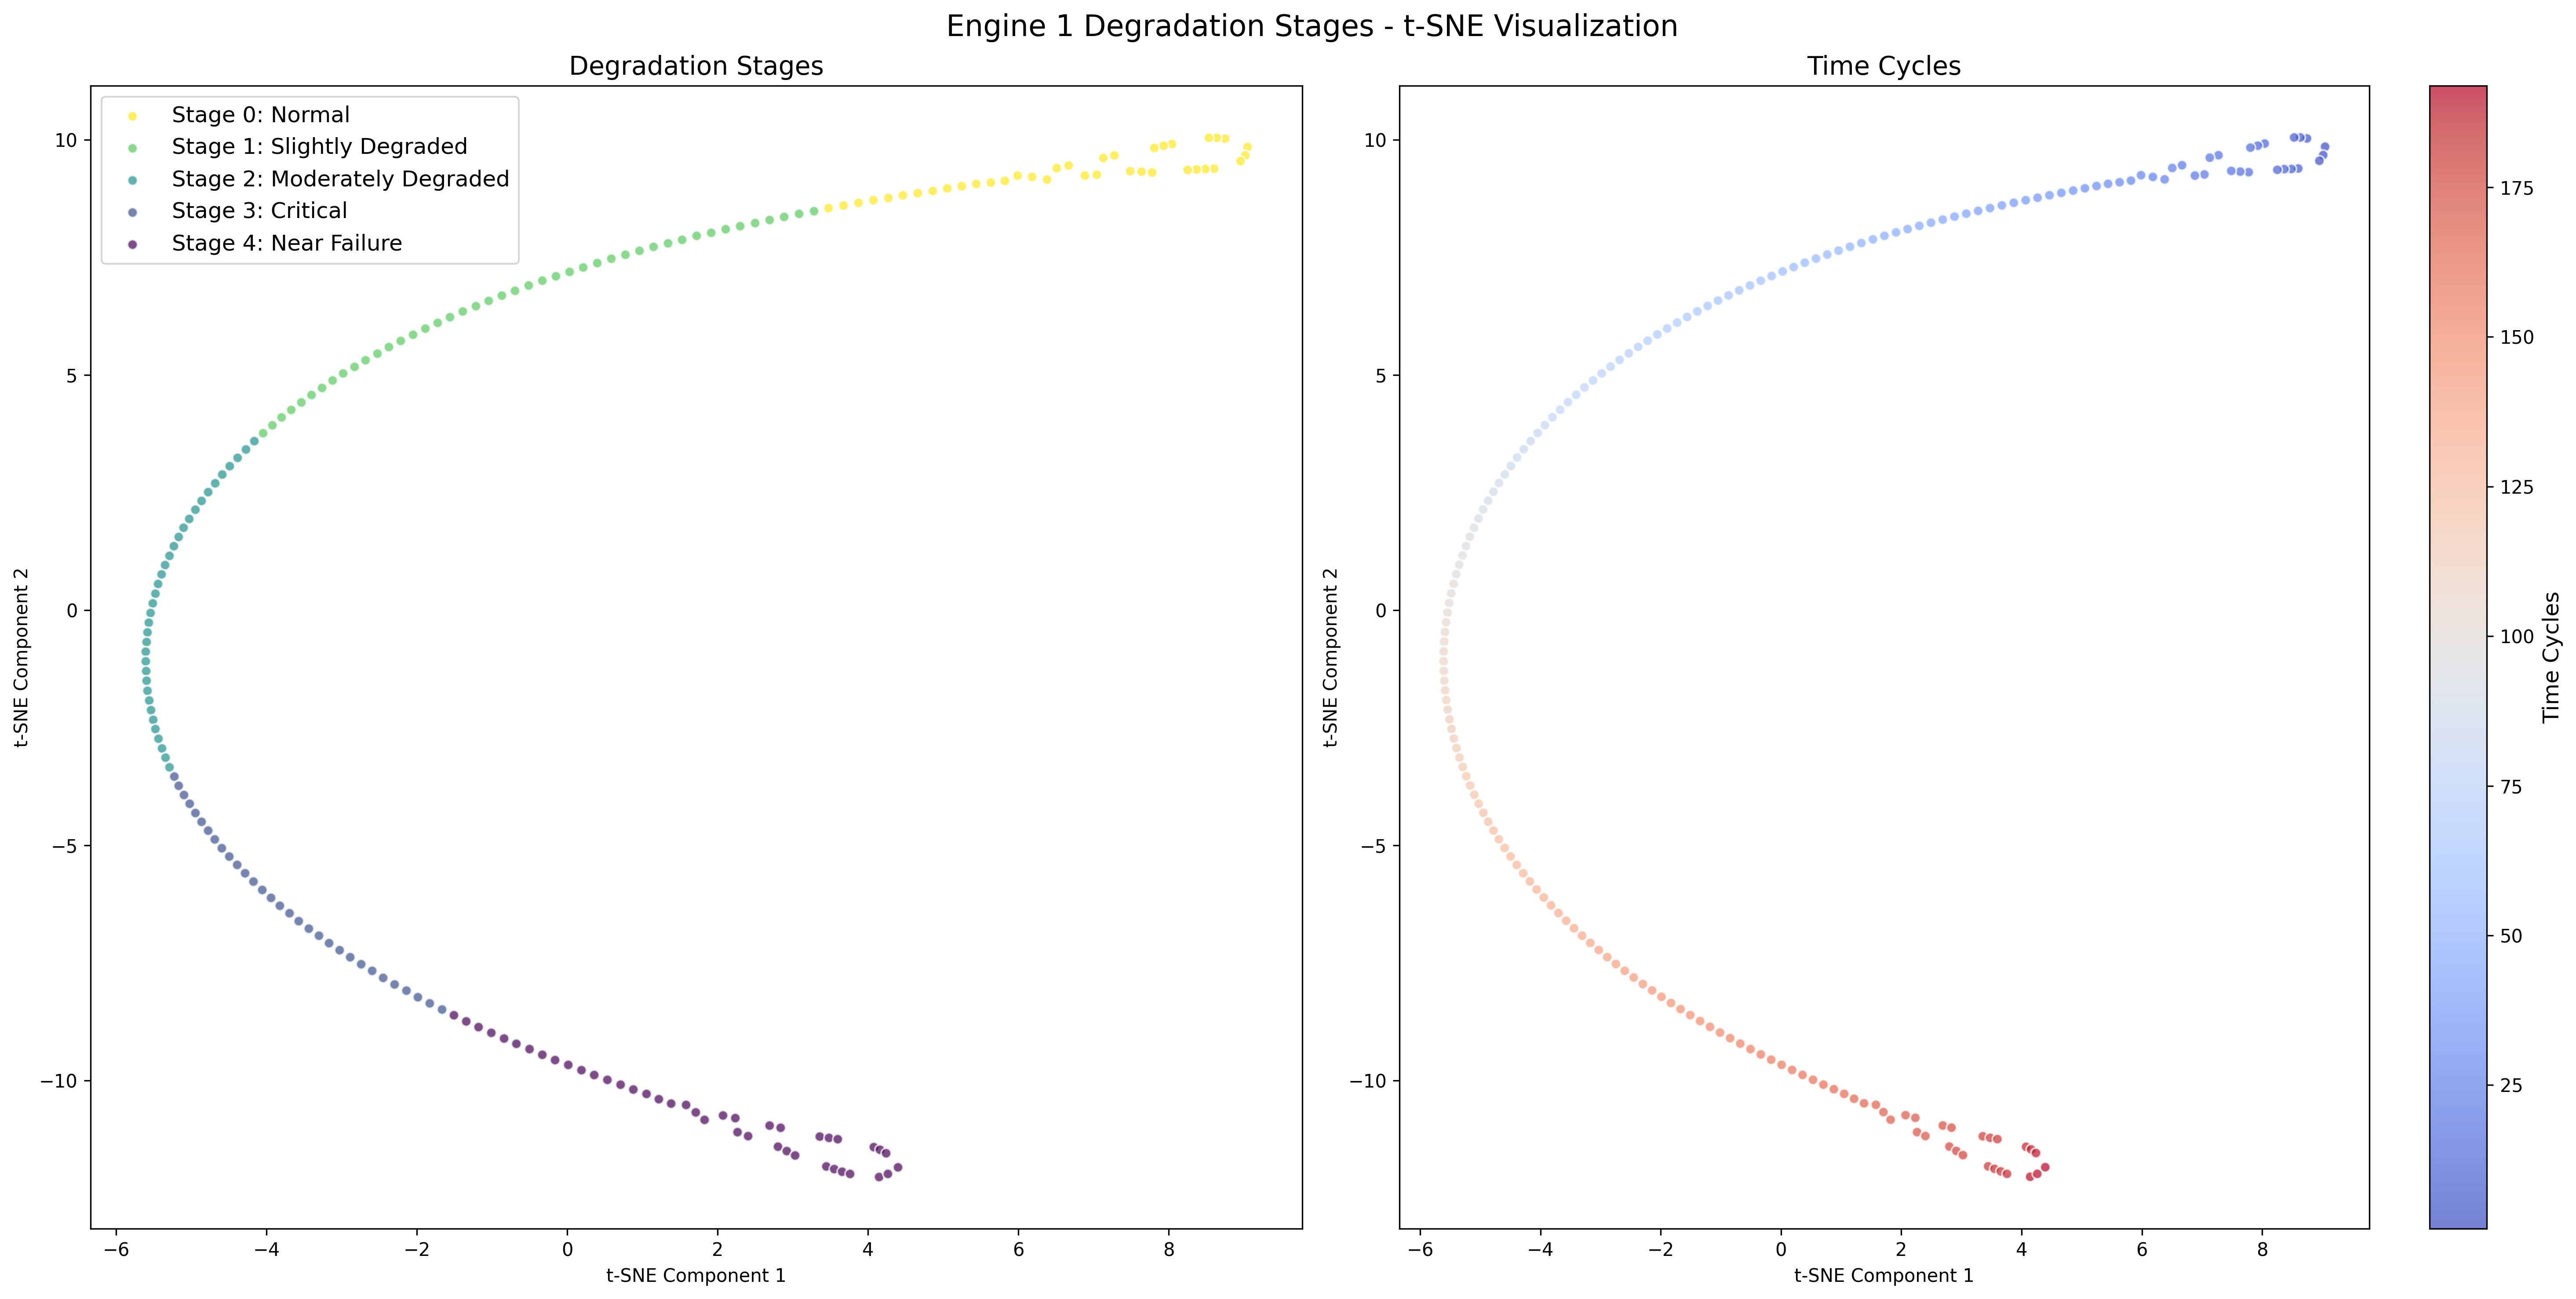 Engine 1 Degradation Stages - t-SNE Visualization
Degradation Stages
Stage 0: Normal
Stage 1: Slightly Degraded
Stage 2: Moderately Degraded
Stage 3: Critical
Stage 4: Near Failure
10
5
0
−5
−10
t-SNE Component 2
−6 −4 −2 0 2 4 6 8
t-SNE Component 1
Time Cycles
10
5
0
−5
−10
t-SNE Component 2
−6 −4 −2 0 2 4 6 8
t-SNE Component 1
175
150
125
100
75
50
25
Time Cycles